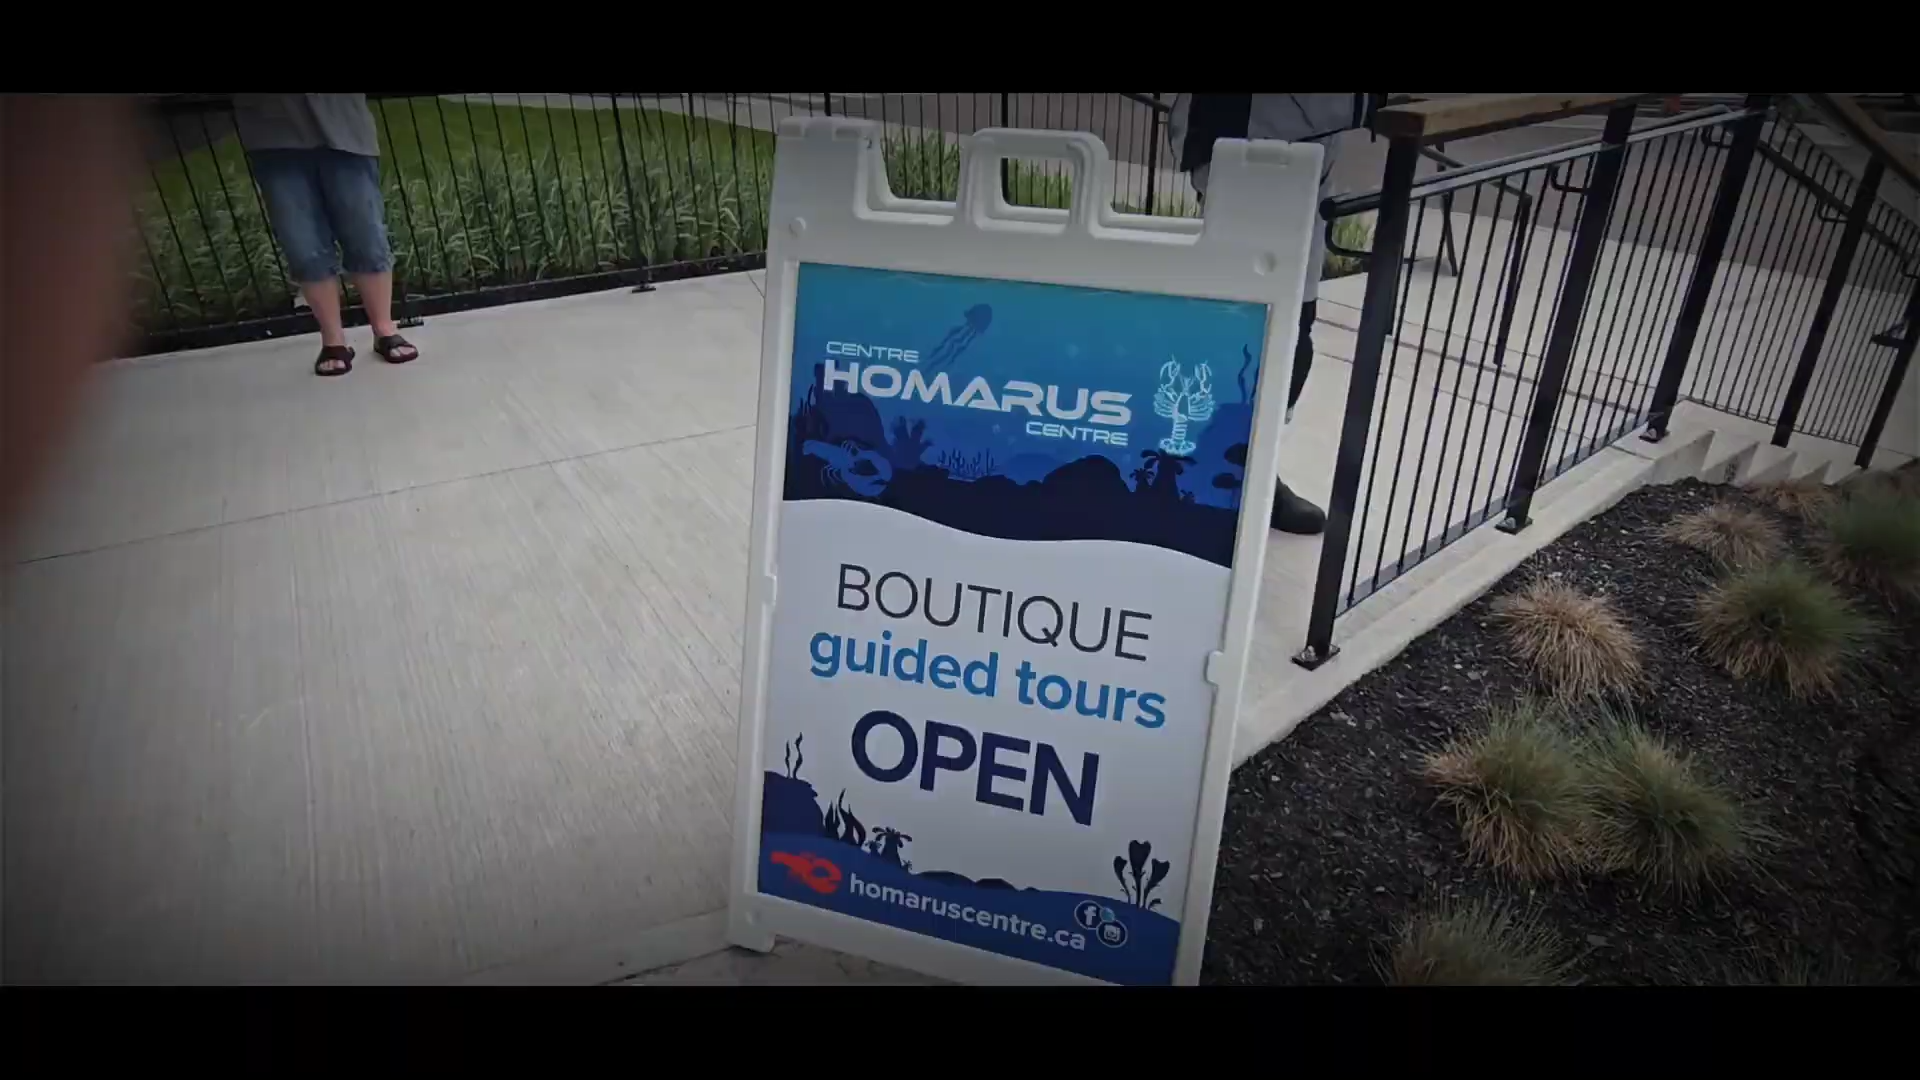 CENTRE
HOMARUS
CENTRE
BOUTIQUE
guided tours
OPEN
homaruscentre.ca
f